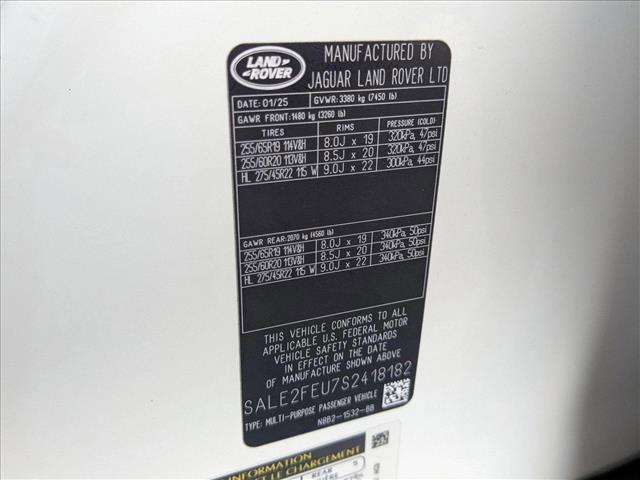 LAND
ROVER
MANUFACTURED BY
JAGUAR LAND ROVER LTD
DATE: 01/25 GVWR: 3380 kg (7450 lb)
GAWR FRONT: 1480 kg (3260 lb)
TIRES RIMS PRESSURE (COLD)
255/65R19 114V&H 8.0J x 19 320kPa, 47psi
255/60R20 113V&H 8.5J x 20 320kPa, 47psi
HL 275/45R22 115 W 9.0J x 22 300kPa, 44psi
GAWR REAR: 2070 kg (4560 lb)
255/65R19 114V&H 8.0J x 19 340kPa, 50psi
255/60R20 113V&H 8.5J x 20 340kPa, 50psi
HL 275/45R22 115 W 9.0J x 22 340kPa, 50psi
THIS VEHICLE CONFORMS TO ALL
APPLICABLE U.S. FEDERAL MOTOR
VEHICLE SAFETY STANDARDS
IN EFFECT ON THE DATE OF
MANUFACTURE SHOWN ABOVE
SALE2FEU7S2418182
TYPE: MULTI-PURPOSE PASSENGER VEHICLE
N8B2-1532-BB
INFORMATION
ET LE CHARGEMENT
REAR